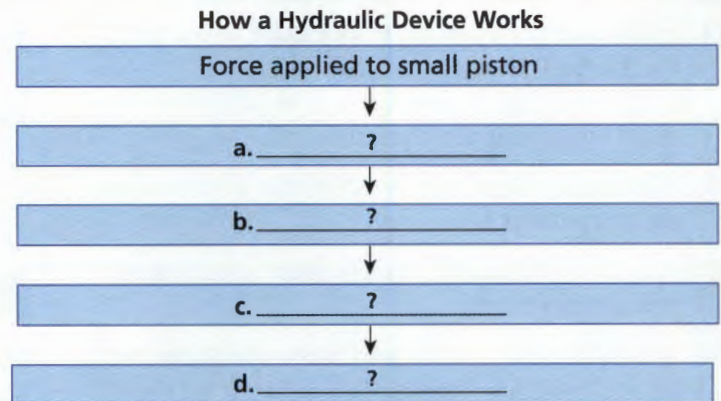 How a Hydraulic Device Works
Force applied to small piston
a. ?
b. ?
c. ?
d. ?